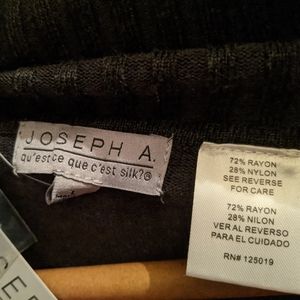 JOSEPH A.
qu'est ce que c'est silk?®
72% RAYON
28% NYLON
SEE REVERSE
FOR CARE
72% RAYON
28% NILON
VER AL REVERSO
PARA EL CUIDADO
RN# 125019